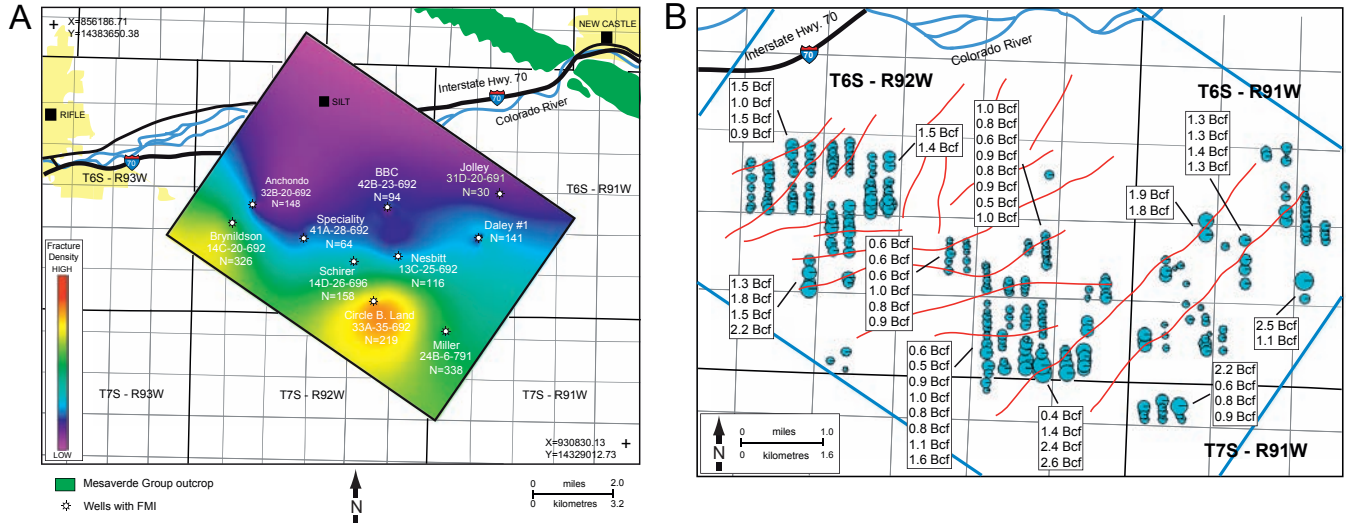 A
X=856186.71
Y=14383650.38
NEW CASTLE
Interstate Hwy. 70
70
Colorado River
SILT
RIFLE
70
T6S - R93W
T6S - R91W
Anchondo
32B-20-692
N=148
BBC
42B-23-692
N=94
Jolley
31D-20-691
N=30
Speciality
41A-28-692
N=64
Daley #1
N=141
Brynildson
14C-20-692
N=326
Nesbitt
13C-25-692
N=116
Schirer
14D-26-696
N=158
Circle B. Land
33A-35-692
N=219
Miller
24B-6-791
N=338
Fracture
Density
HIGH
LOW
T7S - R93W
T7S - R92W
T7S - R91W
X=930830.13
Y=14329012.73
Mesaverde Group outcrop
Wells with FMI
N
0 miles 2.0
0 kilometres 3.2
B
Interstate Hwy. 70
70
Colorado River
T6S - R92W
T6S - R91W
1.5 Bcf
1.0 Bcf
1.5 Bcf
0.9 Bcf
1.5 Bcf
1.4 Bcf
1.0 Bcf
0.8 Bcf
0.6 Bcf
0.9 Bcf
0.8 Bcf
0.9 Bcf
0.5 Bcf
1.0 Bcf
1.3 Bcf
1.3 Bcf
1.4 Bcf
1.3 Bcf
1.9 Bcf
1.8 Bcf
0.6 Bcf
0.6 Bcf
0.6 Bcf
1.0 Bcf
0.8 Bcf
0.9 Bcf
1.3 Bcf
1.8 Bcf
1.5 Bcf
2.2 Bcf
2.5 Bcf
1.1 Bcf
0.6 Bcf
0.5 Bcf
0.9 Bcf
1.0 Bcf
0.8 Bcf
0.8 Bcf
1.1 Bcf
1.6 Bcf
2.2 Bcf
0.6 Bcf
0.8 Bcf
0.9 Bcf
0.4 Bcf
1.4 Bcf
2.4 Bcf
2.6 Bcf
T7S - R91W
N
0 miles 1.0
0 kilometres 1.6